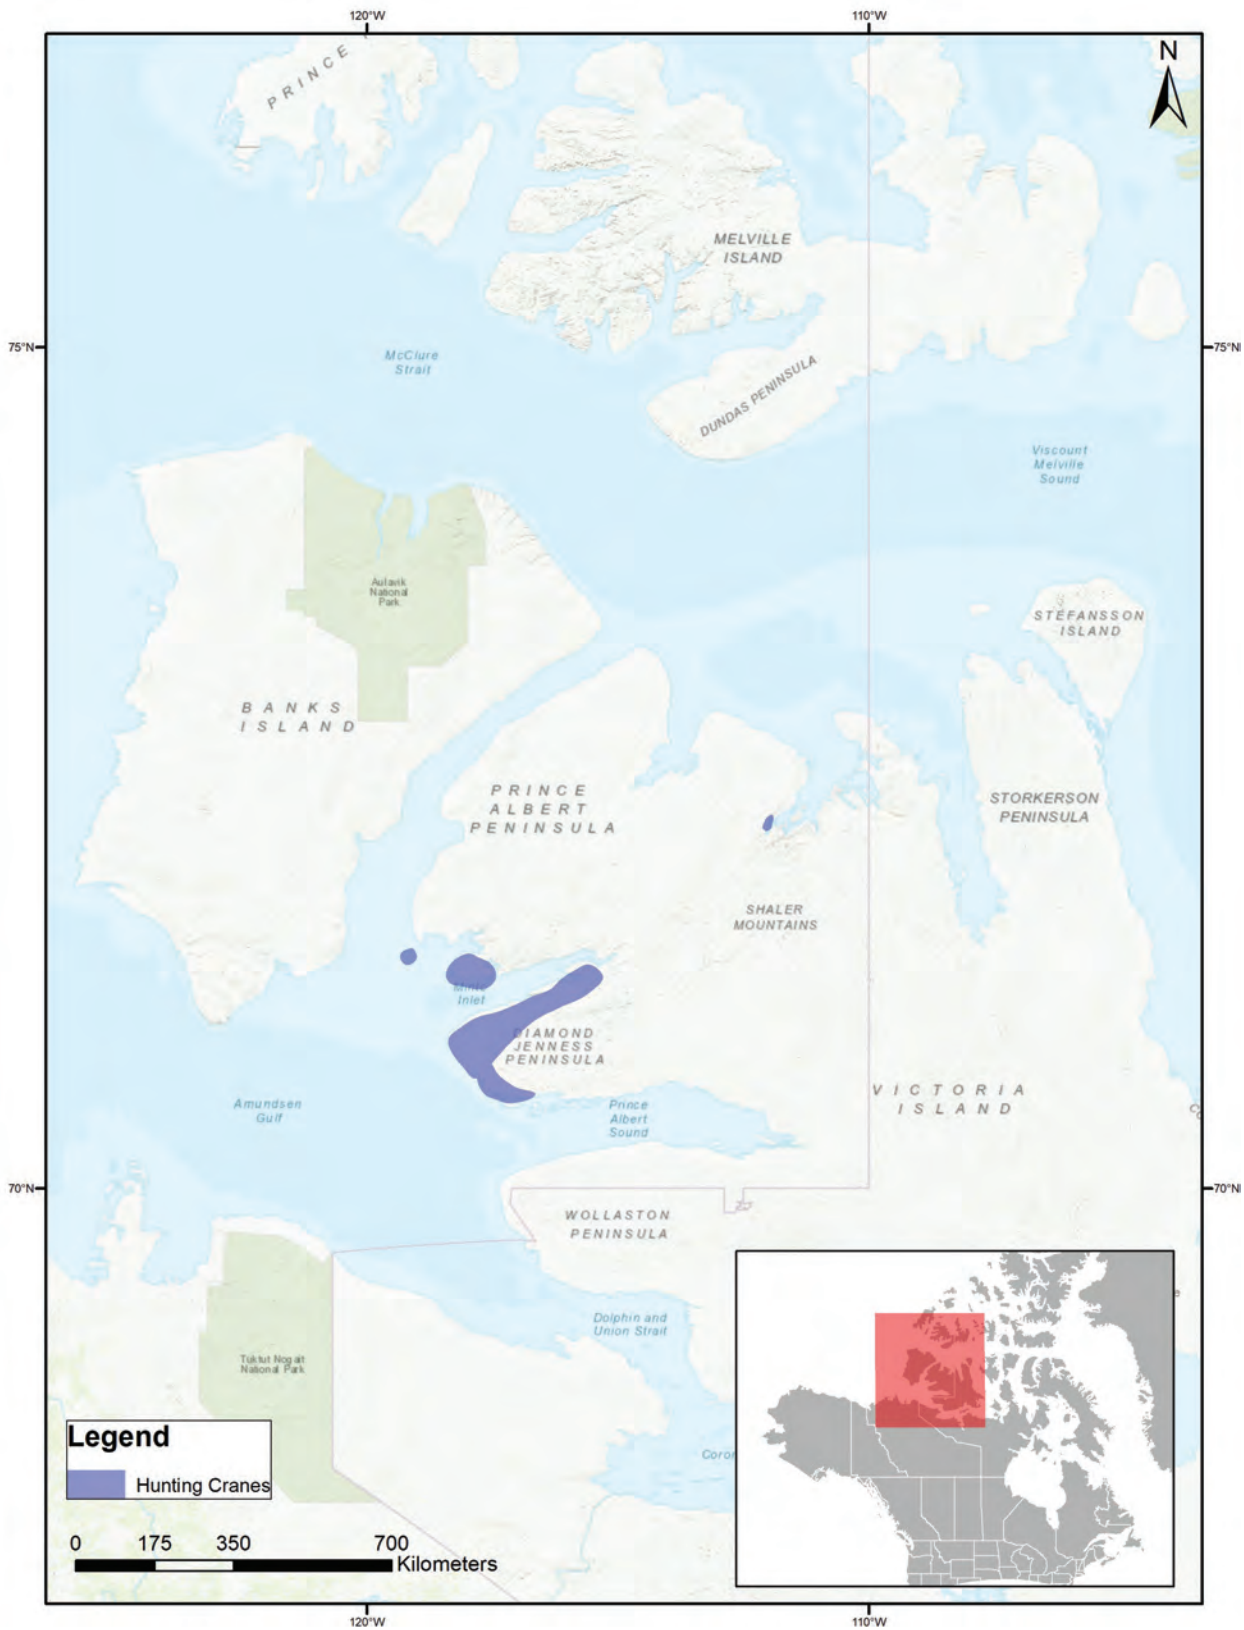 120°W
110°W
PRINCE
N
MELVILLE
ISLAND
75°N
75°N
McClure
Strait
DUNDAS PENINSULA
Viscount
Melville
Sound
Aulavik
National
Park
STEFANSSON
ISLAND
BANKS
ISLAND
PRINCE
ALBERT
PENINSULA
STORKERSON
PENINSULA
SHALER
MOUNTAINS
Minto
Inlet
DIAMOND
JENNESS
PENINSULA
VICTORIA
ISLAND
Amundsen
Gulf
Prince
Albert
Sound
70°N
70°N
WOLLASTON
PENINSULA
Dolphin and
Union Strait
Tuktut Nogait
National Park
Legend
Hunting Cranes
Coron
0 175 350 700
Kilometers
120°W
110°W